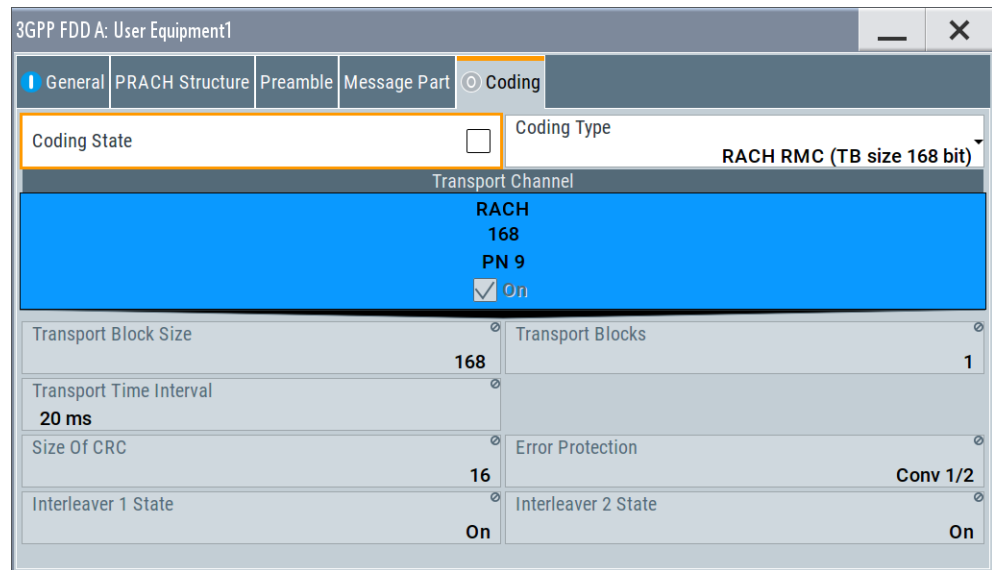 3GPP FDD A: User Equipment1
General PRACH Structure Preamble Message Part Coding
Coding State
Coding Type
RACH RMC (TB size 168 bit)
Transport Channel
RACH
168
PN 9
On
Transport Block Size
168
Transport Blocks
1
Transport Time Interval
20 ms
Size Of CRC
16
Error Protection
Conv 1/2
Interleaver 1 State
On
Interleaver 2 State
On